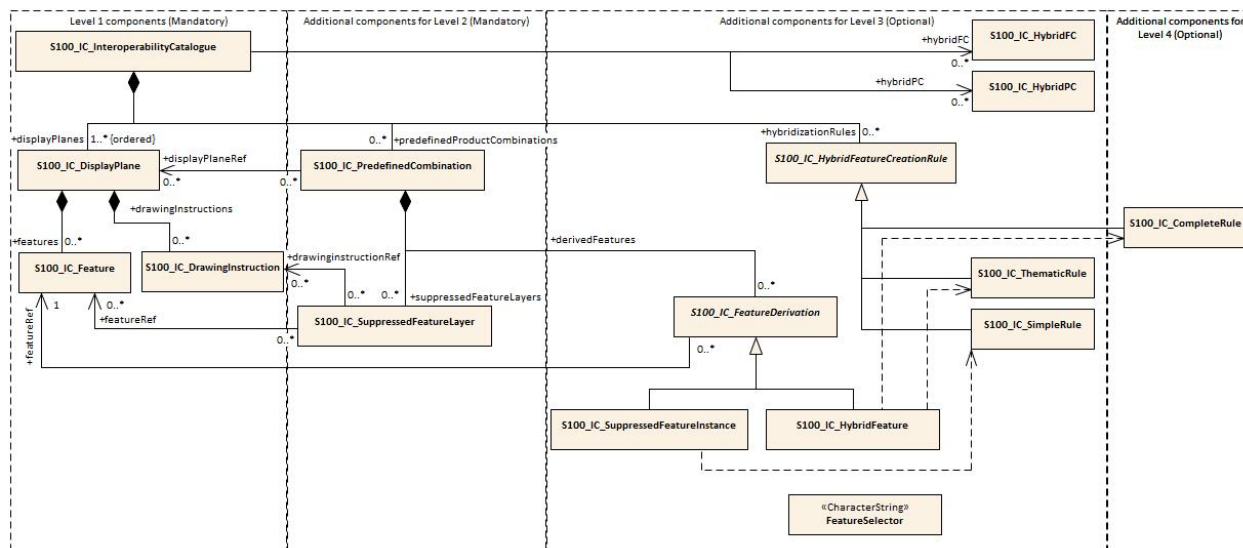 Level 1 components (Mandatory)
Additional components for Level 2 (Mandatory)
Additional components for Level 3 (Optional)
Additional components for
Level 4 (Optional)
S100_IC_InteroperabilityCatalogue
+hybridFC
0..*
S100_IC_HybridFC
+hybridPC
0..*
S100_IC_HybridPC
+displayPlanes
1..* {ordered}
0..*
+predefinedProductCombinations
+hybridizationRules
0..*
S100_IC_DisplayPlane
+displayPlaneRef
0..*
0..*
S100_IC_PredefinedCombination
S100_IC_HybridFeatureCreationRule
+drawingInstructions
+features
0..*
0..*
+derivedFeatures
S100_IC_CompleteRule
S100_IC_Feature
S100_IC_DrawingInstruction
+drawinginstructionRef
0..*
0..*
0..*
+suppressedFeatureLayers
0..*
S100_IC_ThematicRule
1
0..*
+featureRef
+featureRef
0..*
S100_IC_SuppressedFeatureLayer
S100_IC_FeatureDerivation
0..*
S100_IC_SimpleRule
S100_IC_SuppressedFeatureInstance
S100_IC_HybridFeature
«CharacterString»
FeatureSelector